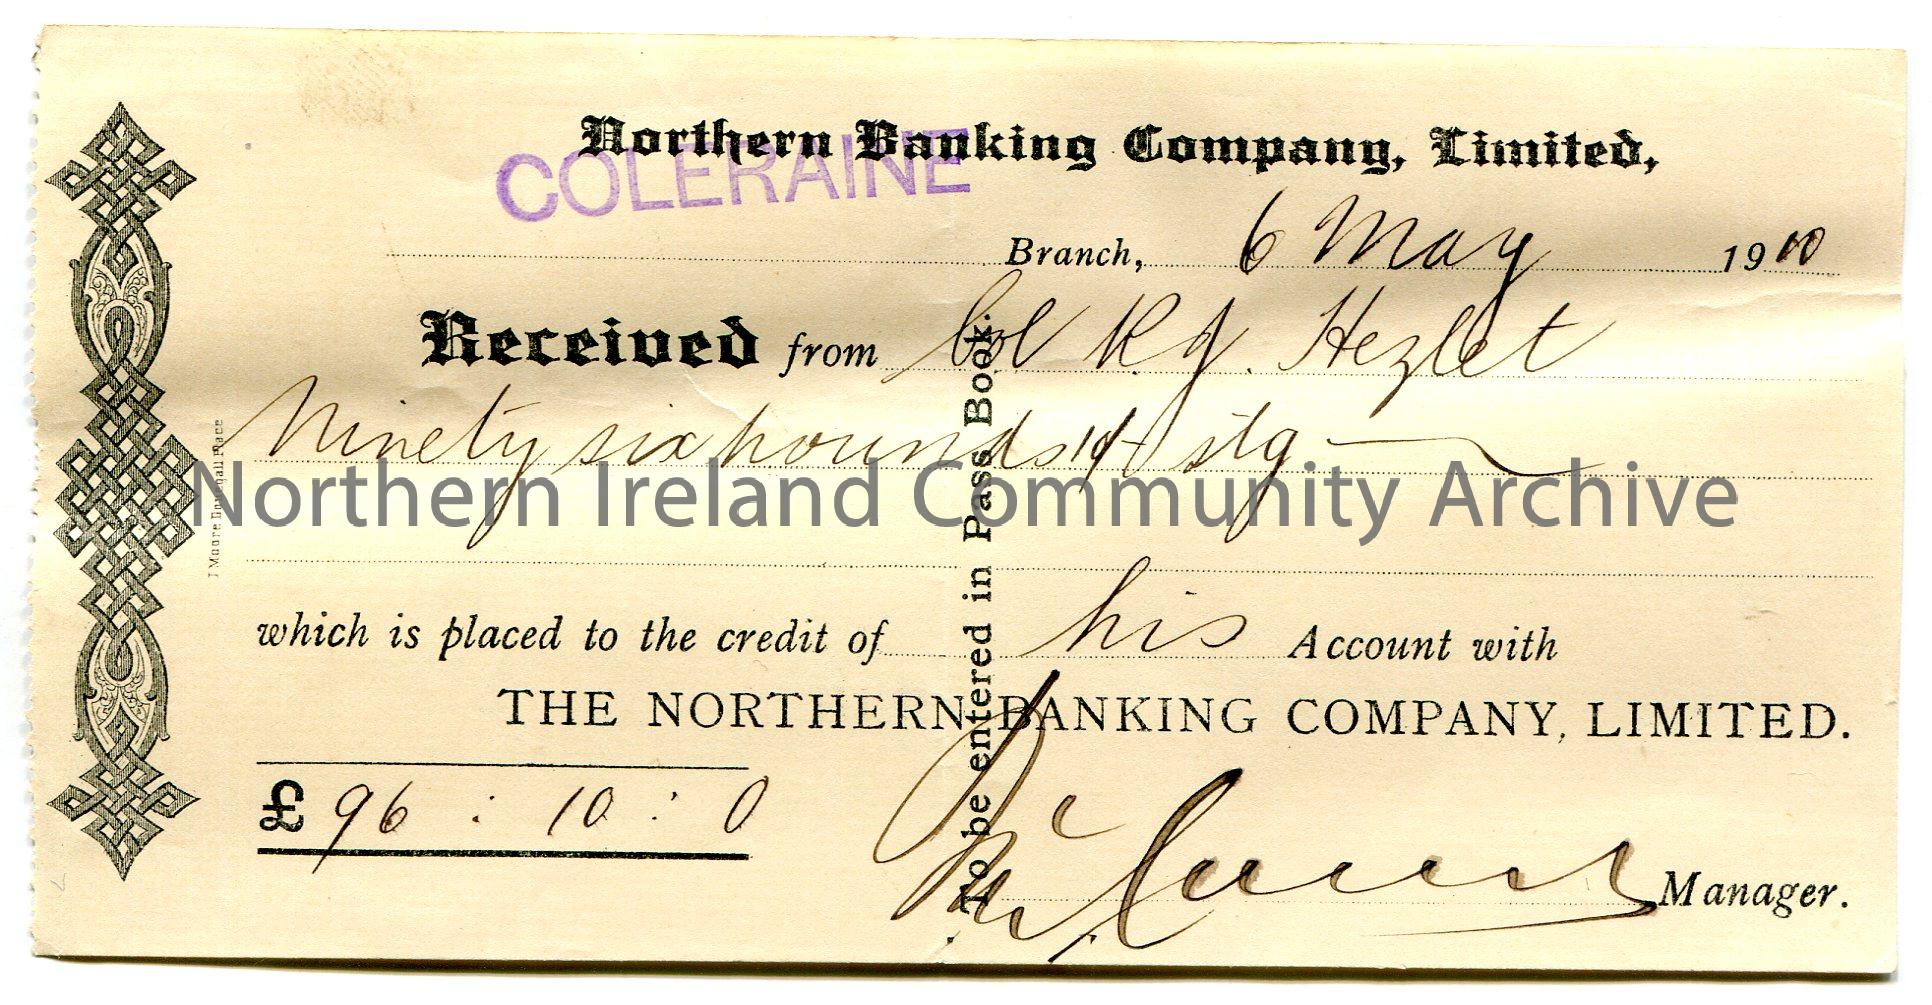 Northern Banking Company, Limited,
COLERAINE
Branch, 6 May 1910
Received from Col R.J. Hezlet
Ninety six pounds 10/- stg
Northern Ireland Community Archive
which is placed to the credit of his Account with
THE NORTHERN BANKING COMPANY, LIMITED.
£ 96 : 10 : 0
Manager.
To be entered in Pass Book.